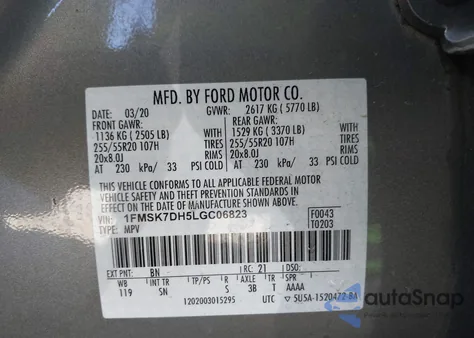 MFD. BY FORD MOTOR CO.
DATE: 03/20 GVWR: 2617 KG (5770 LB)
FRONT GAWR: REAR GAWR:
1136 KG (2505 LB) 1529 KG (3370 LB)
255/55R20 107H TIRES 255/55R20 107H TIRES
20x8.0J RIMS 20x8.0J RIMS
AT 230 kPa/ 33 PSI COLD AT 230 kPa/ 33 PSI COLD
THIS VEHICLE CONFORMS TO ALL APPLICABLE FEDERAL MOTOR
VEHICLE SAFETY AND THEFT PREVENTION STANDARDS IN
EFFECT ON THE DATE OF MANUFACTURE SHOWN ABOVE.
VIN: 1FMSK7DH5LGC06823 F0043
TYPE: MPV T0203
EXT PNT: BN RC: 21 DSO:
WB TP/PS R AXLE TR SPR
119 SN S 3B T AAAA
1202003015295 UTC 5U5A-1520472-BA
autoSnap